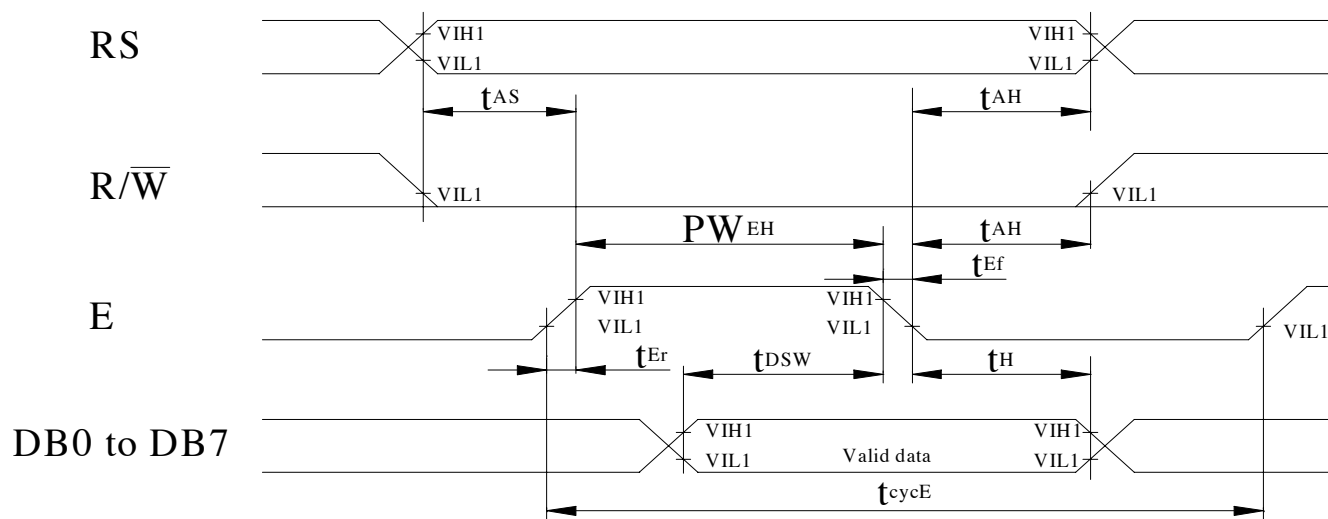 RS
VIH1
VIL1
VIH1
VIL1
tAS
tAH
R/W̅
VIL1
VIL1
PWEH
tAH
tEf
E
VIH1
VIL1
VIH1
VIL1
VIL1
tEr
tDSW
tH
DB0 to DB7
VIH1
VIL1
Valid data
VIH1
VIL1
tcycE